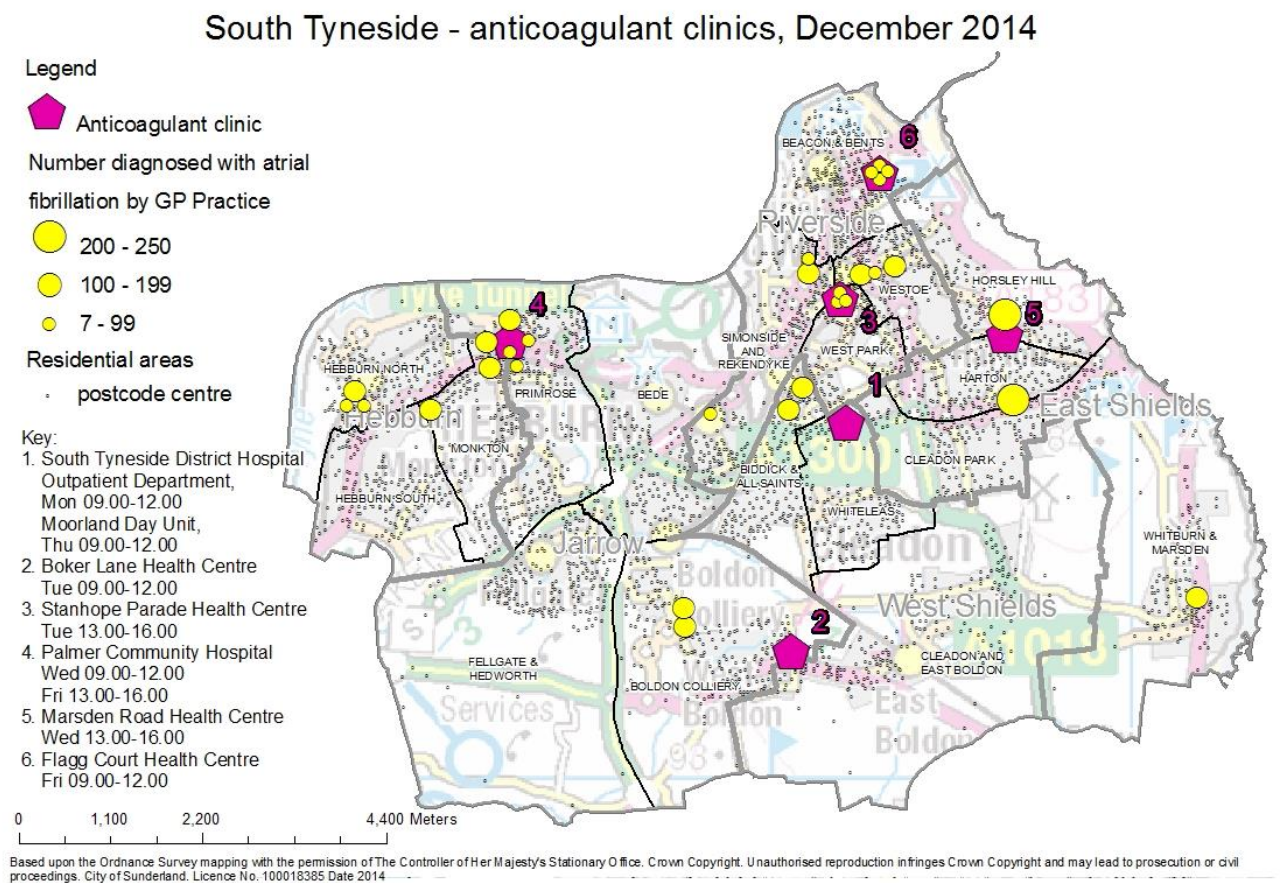 South Tyneside - anticoagulant clinics, December 2014
Legend
Anticoagulant clinic
Number diagnosed with atrial
fibrillation by GP Practice
200 - 250
100 - 199
7 - 99
Residential areas
postcode centre
Key:
1. South Tyneside District Hospital
Outpatient Department,
Mon 09.00-12.00
Moorland Day Unit,
Thu 09.00-12.00
2. Boker Lane Health Centre
Tue 09.00-12.00
3. Stanhope Parade Health Centre
Tue 13.00-16.00
4. Palmer Community Hospital
Wed 09.00-12.00
Fri 13.00-16.00
5. Marsden Road Health Centre
Wed 13.00-16.00
6. Flagg Court Health Centre
Fri 09.00-12.00
0 1,100 2,200 4,400 Meters
6
BEACON & BENTS
Riverside
HORSLEY HILL
WESTOE
5
4
3
Tyne Tunnel
SIMONSIDE
AND
REKENDYKE
WEST PARK
HEBBURN NORTH
HARTON
1
PRIMROSE
BEDE
Hebburn
East Shields
MONKTON
CLEADON PARK
A1300
BIDDICK &
ALL SAINTS
HEBBURN SOUTH
WHITELEAS
WHITBURN &
MARSDEN
Jarrow
Boldon
Colliery
West Shields
A1018
2
FELLGATE &
HEDWORTH
CLEADON AND
EAST BOLDON
BOLDON COLLIERY
Services
Boldon
East
Boldon
Based upon the Ordnance Survey mapping with the permission of The Controller of Her Majesty's Stationary Office. Crown Copyright. Unauthorised reproduction infringes Crown Copyright and may lead to prosecution or civil
proceedings. City of Sunderland. Licence No. 100018385 Date 2014